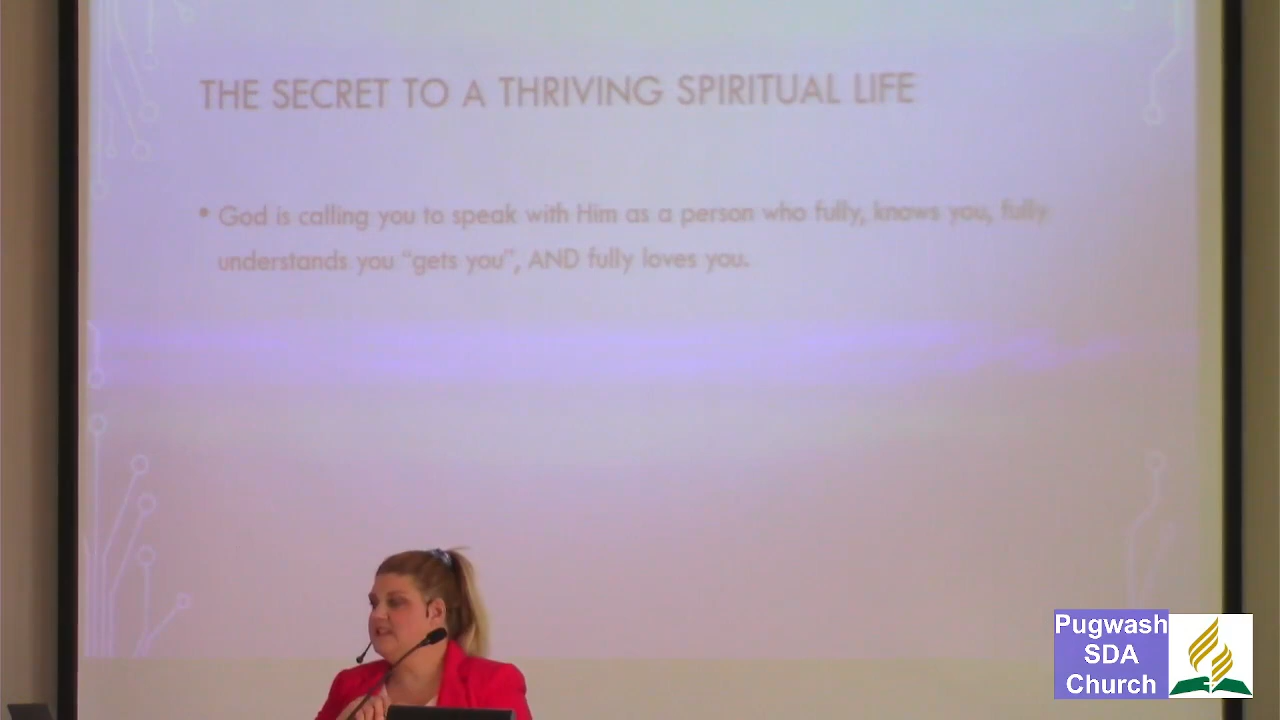 THE SECRET TO A THRIVING SPIRITUAL LIFE
• God is calling you to speak with Him as a person who fully, knows you, fully
understands you “gets you”, AND fully loves you.
Pugwash
SDA
Church